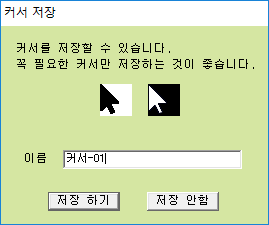 커서 저장
커서를 저장할 수 있습니다.
꼭 필요한 커서만 저장하는 것이 좋습니다.
이름 커서-01
저장 하기 저장 안함